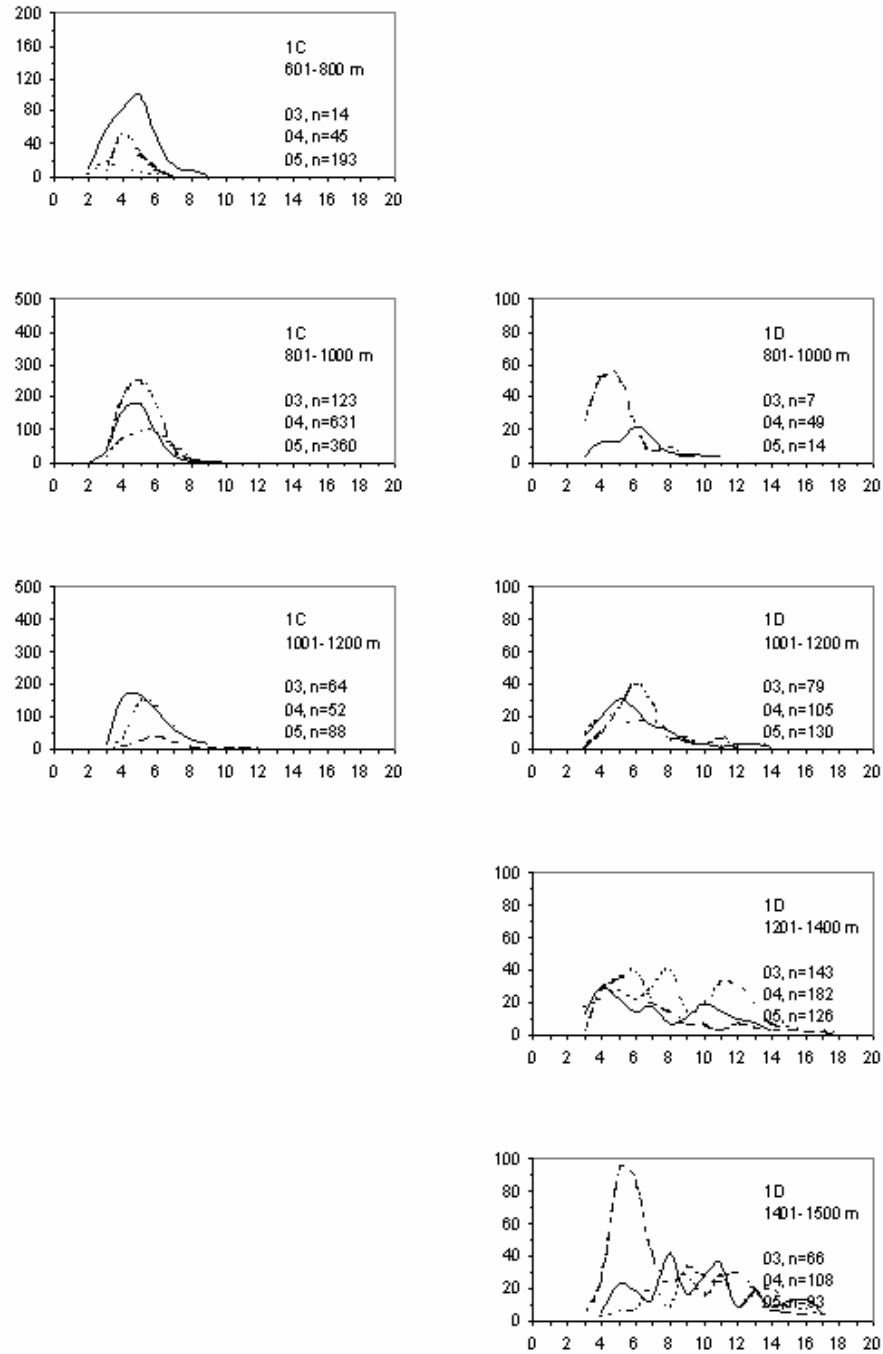 200
160
120
80
40
0
1C
601-800 m
03, n=14
04, n=45
05, n=193
0 2 4 6 8 10 12 14 16 18 20
500
400
300
200
100
0
1C
801-1000 m
03, n=123
04, n=631
05, n=360
0 2 4 6 8 10 12 14 16 18 20
100
80
60
40
20
0
1D
801-1000 m
03, n=7
04, n=49
05, n=14
0 2 4 6 8 10 12 14 16 18 20
500
400
300
200
100
0
1C
1001-1200 m
03, n=64
04, n=52
05, n=88
0 2 4 6 8 10 12 14 16 18 20
100
80
60
40
20
0
1D
1001-1200 m
03, n=79
04, n=105
05, n=130
0 2 4 6 8 10 12 14 16 18 20
100
80
60
40
20
0
1D
1201-1400 m
03, n=143
04, n=182
05, n=126
0 2 4 6 8 10 12 14 16 18 20
100
80
60
40
20
0
1D
1401-1500 m
03, n=66
04, n=108
05, n=93
0 2 4 6 8 10 12 14 16 18 20